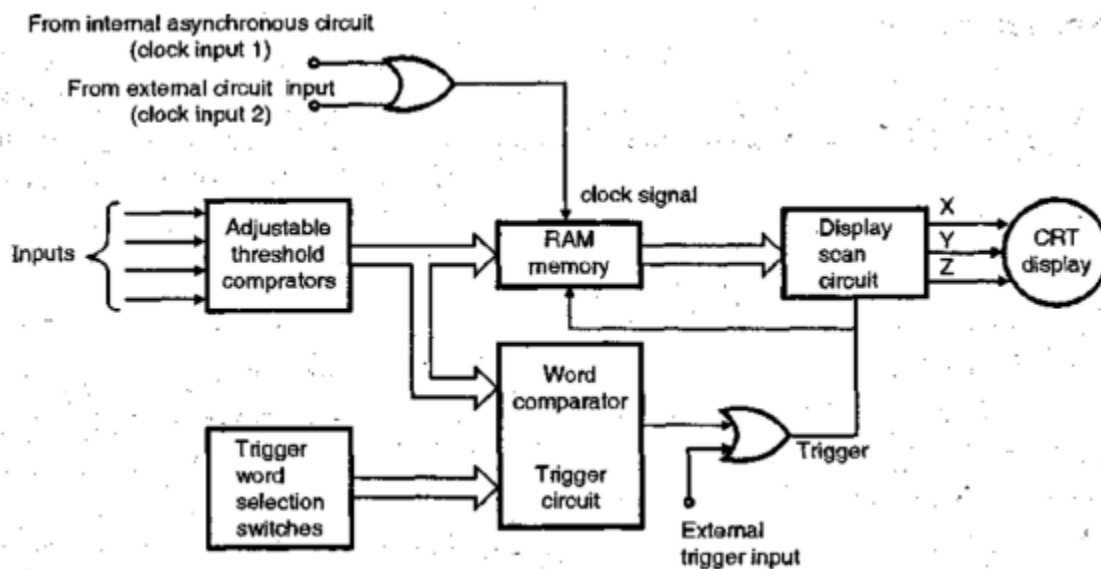 From internal asynchronous circuit
(clock input 1)
From external circuit input
(clock input 2)
clock signal
Inputs
Adjustable
threshold
comprators
RAM
memory
Display
scan
circuit
X
Y
Z
CRT
display
Word
comparator
Trigger
circuit
Trigger
word
selection
switches
Trigger
External
trigger input